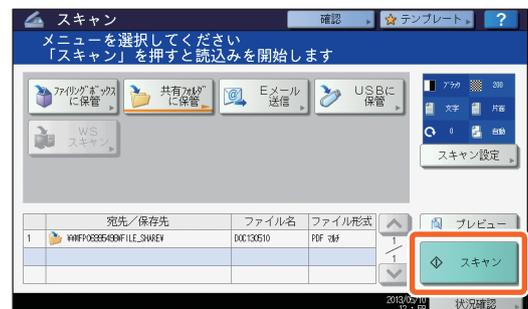 スキャン 確認 テンプレート ?
メニューを選択してください
「スキャン」を押すと読込みを開始します
ファイリングボックスに保管
共有フォルダに保管
Eメール送信
USBに保管
WSスキャン
ブラック 200
文字 片面
0 自動
スキャン設定
宛先/保存先 ファイル名 ファイル形式
1 DOC130510 PDF マルチ
1/1
プレビュー
スキャン
2013/05/10
状況確認